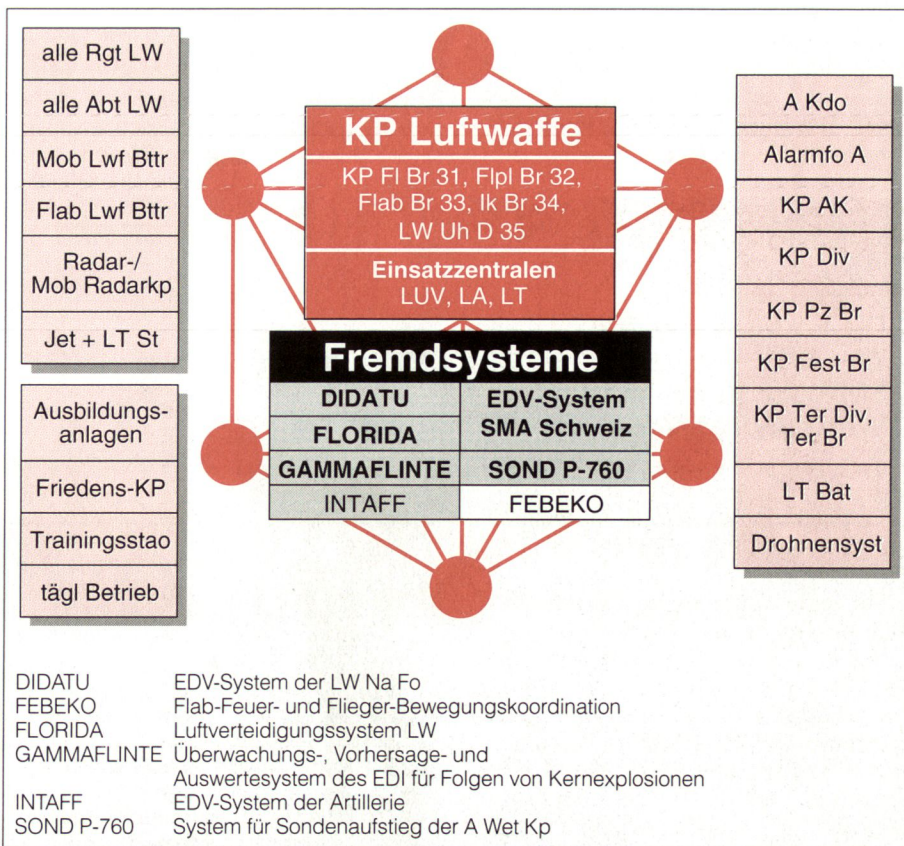 alle Rgt LW
alle Abt LW
Mob Lwf Bttr
Flab Lwf Bttr
Radar-/
Mob Radarkp
Jet + LT St
Ausbildungs-
anlagen
Friedens-KP
Trainingsstao
tägl Betrieb
KP Luftwaffe
KP Fl Br 31, Flpl Br 32,
Flab Br 33, Ik Br 34,
LW Uh D 35
Einsatzzentralen
LUV, LA, LT
Fremdsysteme
DIDATU
FLORIDA
EDV-System
SMA Schweiz
GAMMAFLINTE
SOND P-760
INTAFF
FEBEKO
A Kdo
Alarmfo A
KP AK
KP Div
KP Pz Br
KP Fest Br
KP Ter Div,
Ter Br
LT Bat
Drohnensyst
DIDATU EDV-System der LW Na Fo
FEBEKO Flab-Feuer- und Flieger-Bewegungskoordination
FLORIDA Luftverteidigungssystem LW
GAMMAFLINTE Überwachungs-, Vorhersage- und
Auswertesystem des EDI für Folgen von Kernexplosionen
INTAFF EDV-System der Artillerie
SOND P-760 System für Sondenaufstieg der A Wet Kp